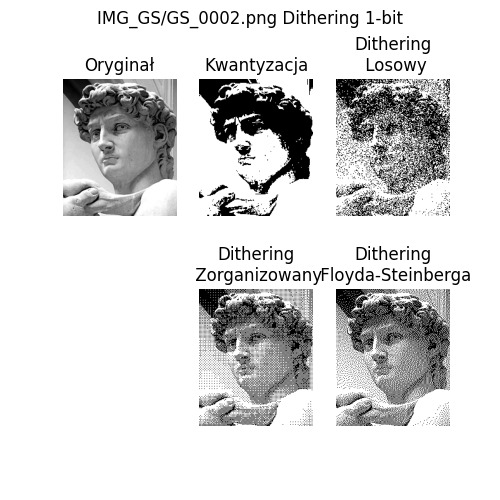 IMG_GS/GS_0002.png Dithering 1-bit
Oryginał
Kwantyzacja
Dithering
Losowy
Dithering
Zorganizowany
Dithering
Floyda-Steinberga